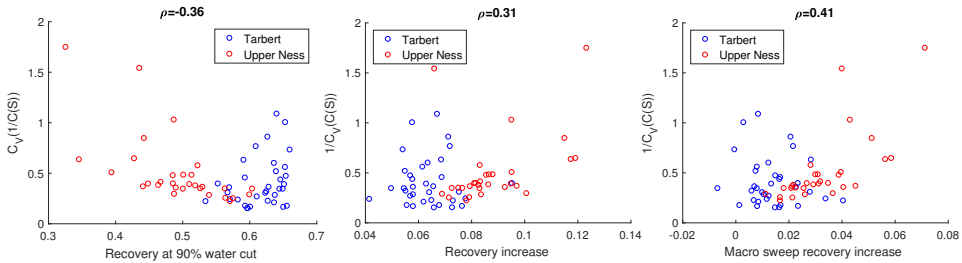 ρ=-0.36
2
1.5
1
0.5
0
C_V(1/C(S))
Tarbert
Upper Ness
0.3 0.4 0.5 0.6 0.7
Recovery at 90% water cut
ρ=0.31
2
1.5
1
0.5
0
1/C_V(C(S))
Tarbert
Upper Ness
0.04 0.06 0.08 0.1 0.12 0.14
Recovery increase
ρ=0.41
2
1.5
1
0.5
0
1/C_V(C(S))
Tarbert
Upper Ness
-0.02 0 0.02 0.04 0.06 0.08
Macro sweep recovery increase